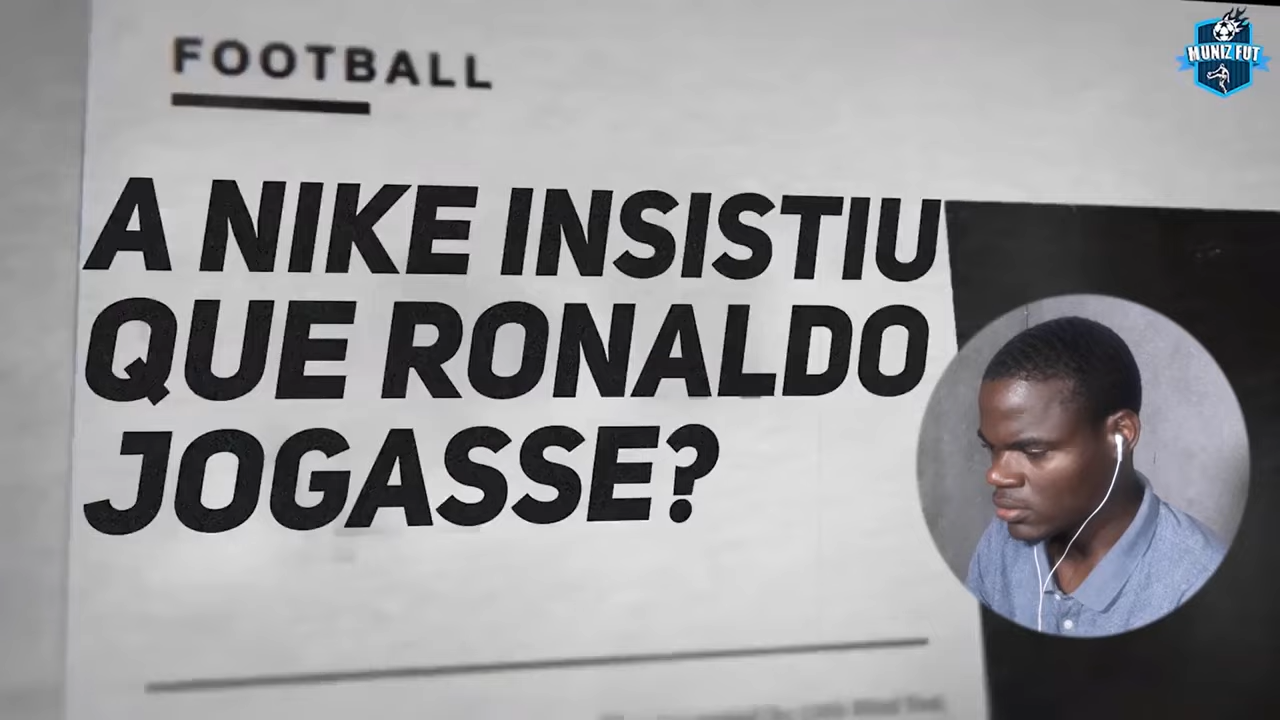 FOOTBALL
MUNIZ FUT
A NIKE INSISTIU
QUE RONALDO
JOGASSE?